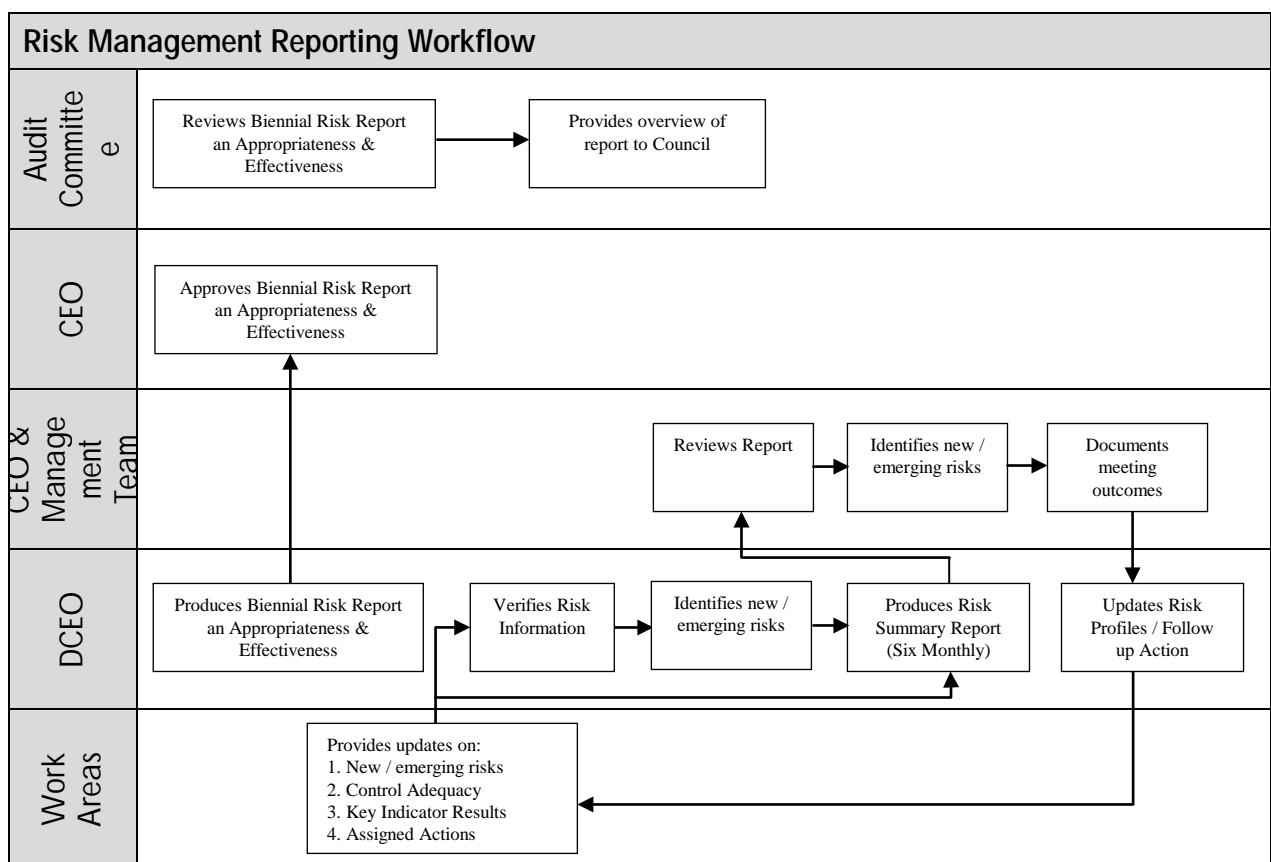 Risk Management Reporting Workflow
Audit
Committe
e
Reviews Biennial Risk Report
an Appropriateness &
Effectiveness
Provides overview of
report to Council
CEO
Approves Biennial Risk Report
an Appropriateness &
Effectiveness
CEO &
Manage
ment
Team
Reviews Report
Identifies new /
emerging risks
Documents
meeting
outcomes
DCEO
Produces Biennial Risk Report
an Appropriateness &
Effectiveness
Verifies Risk
Information
Identifies new /
emerging risks
Produces Risk
Summary Report
(Six Monthly)
Updates Risk
Profiles / Follow
up Action
Work
Areas
Provides updates on:
1. New / emerging risks
2. Control Adequacy
3. Key Indicator Results
4. Assigned Actions